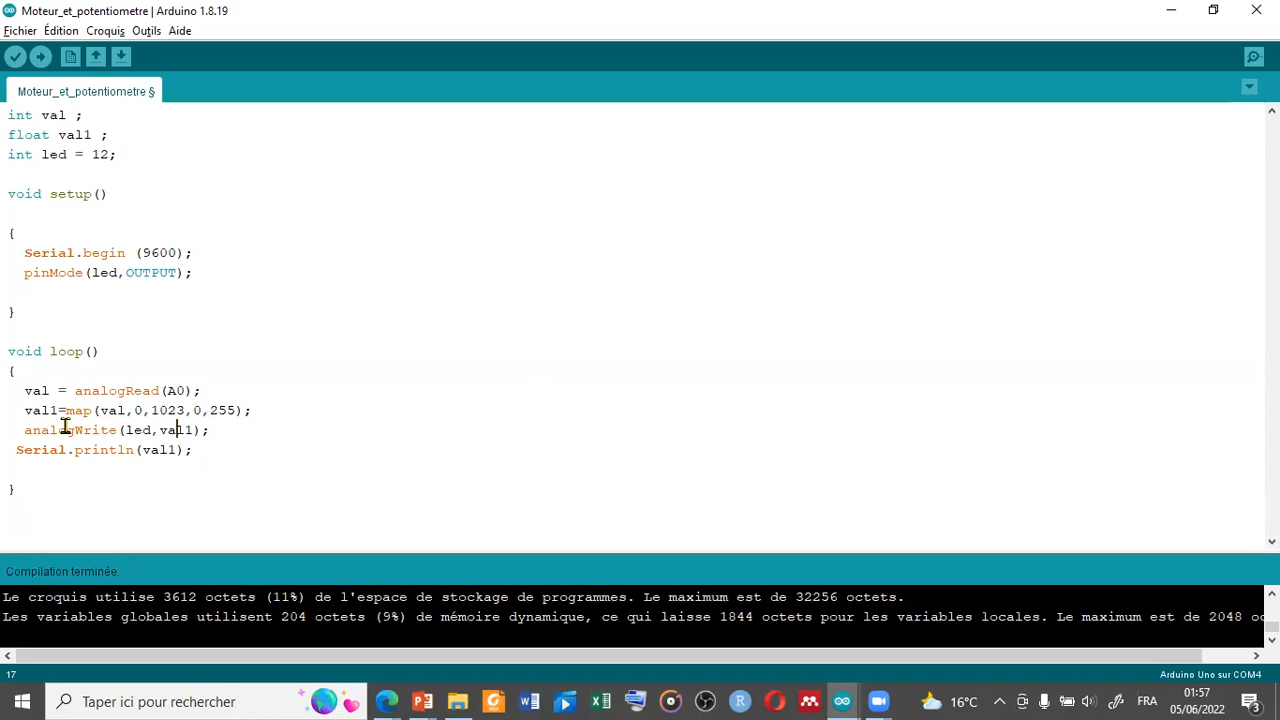 Moteur_et_potentiometre | Arduino 1.8.19
Fichier Édition Croquis Outils Aide
Moteur_et_potentiometre §
int val ;
float val1 ;
int led = 12;
void setup()
{
Serial.begin (9600);
pinMode(led,OUTPUT);
}
void loop()
{
val = analogRead(A0);
val1=map(val,0,1023,0,255);
analogWrite(led,val1);
Serial.println(val1);
}
Compilation terminée.
Le croquis utilise 3612 octets (11%) de l'espace de stockage de programmes. Le maximum est de 32256 octets.
Les variables globales utilisent 204 octets (9%) de mémoire dynamique, ce qui laisse 1844 octets pour les variables locales. Le maximum est de 2048 oc
17
Arduino Uno sur COM4
Taper ici pour rechercher
16°C
FRA
01:57
05/06/2022
3